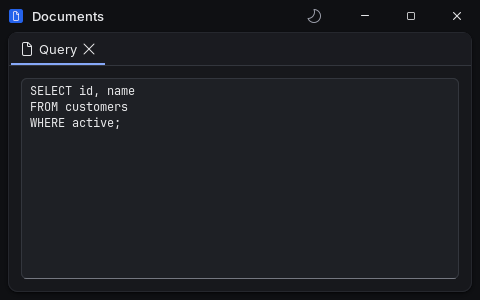 Documents
Query
SELECT id, name
FROM customers
WHERE active;